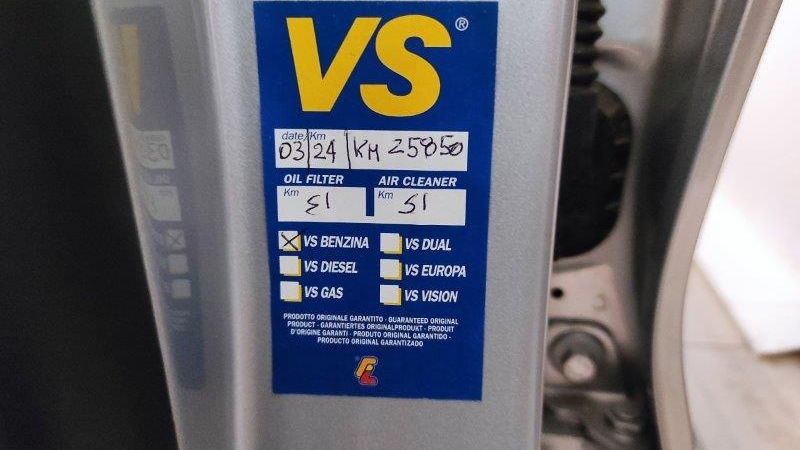 VS®
date/Km
03/24 | KM 25850
OIL FILTER AIR CLEANER
Km SI Km SI
VS BENZINA VS DUAL
VS DIESEL VS EUROPA
VS GAS VS VISION
PRODOTTO ORIGINALE GARANTITO - GUARANTEED ORIGINAL
PRODUCT - GARANTIERTES ORIGINALPRODUKT - PRODUIT
D'ORIGINE GARANTI - PRODUTO ORIGINAL GARANTIDO -
PRODUCTO ORIGINAL GARANTIZADO